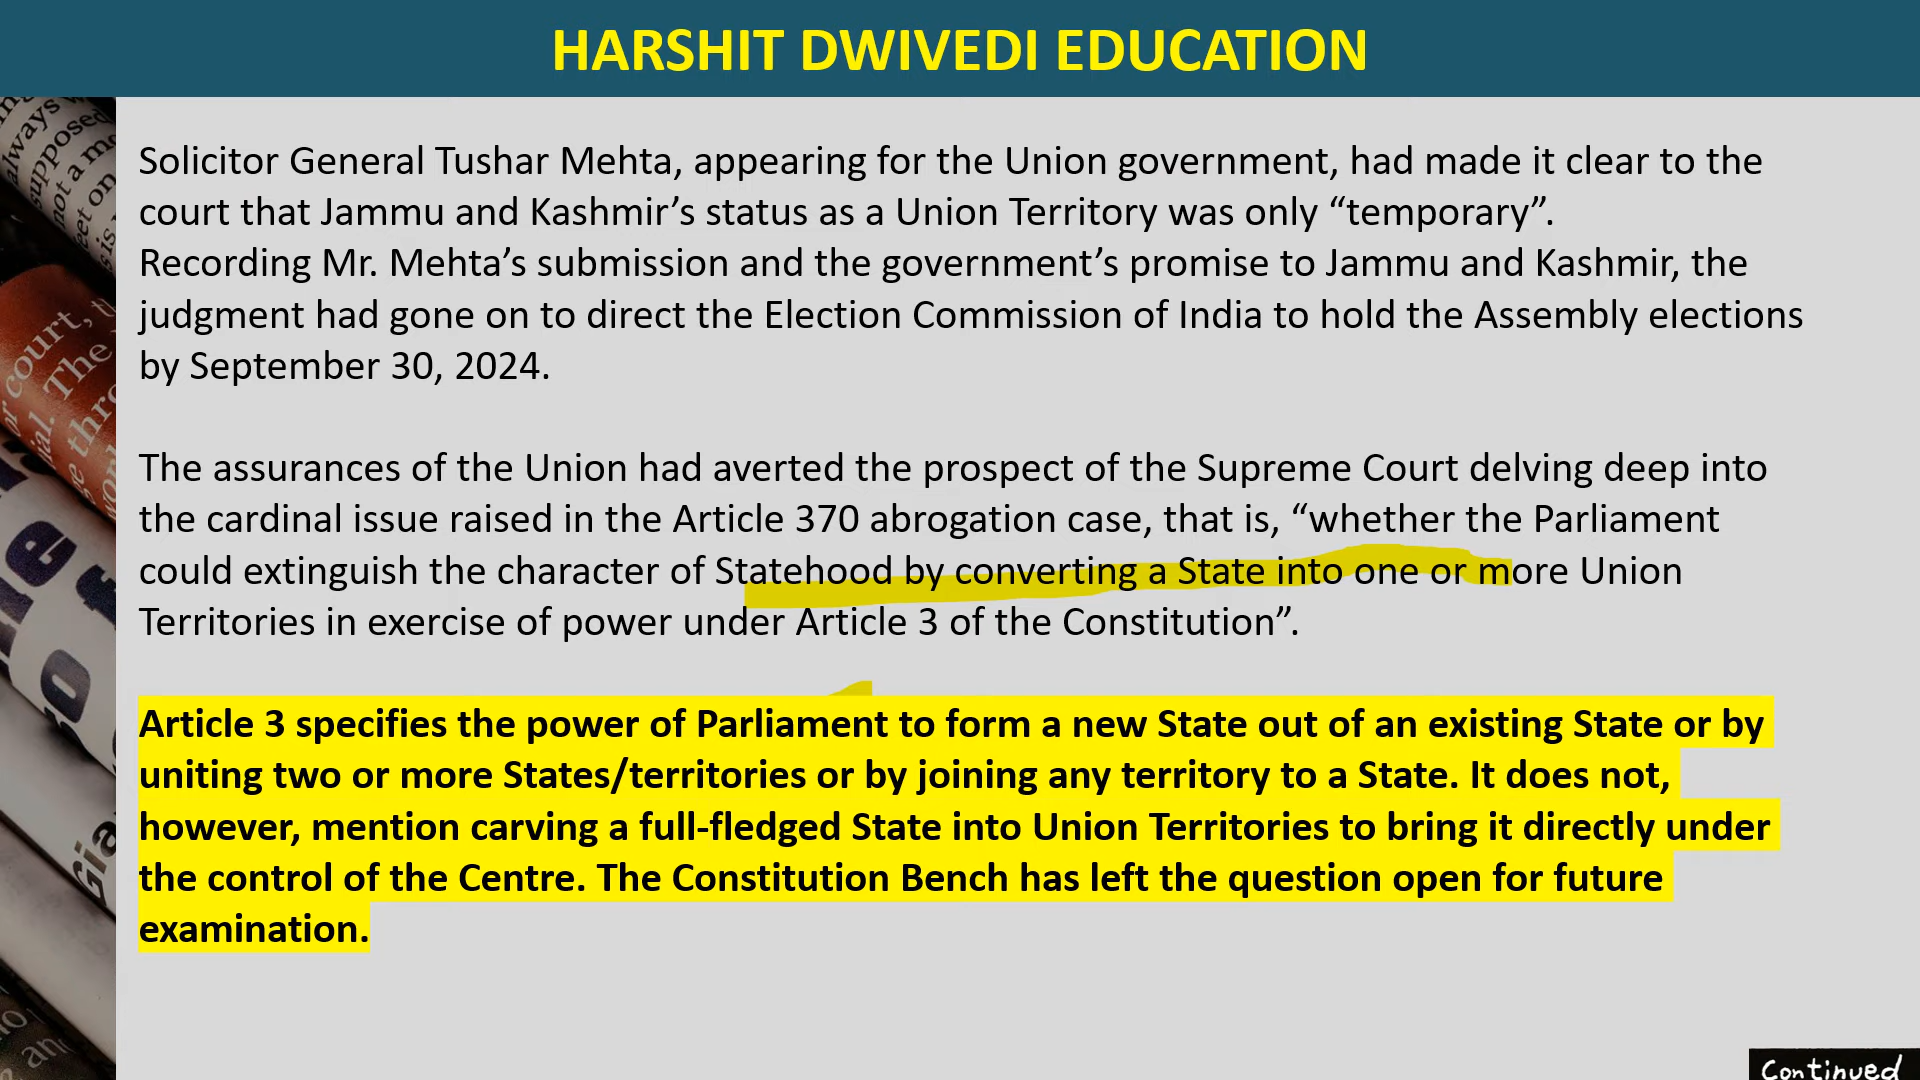 HARSHIT DWIVEDI EDUCATION
Solicitor General Tushar Mehta, appearing for the Union government, had made it clear to the
court that Jammu and Kashmir’s status as a Union Territory was only “temporary”.
Recording Mr. Mehta’s submission and the government’s promise to Jammu and Kashmir, the
judgment had gone on to direct the Election Commission of India to hold the Assembly elections
by September 30, 2024.
The assurances of the Union had averted the prospect of the Supreme Court delving deep into
the cardinal issue raised in the Article 370 abrogation case, that is, “whether the Parliament
could extinguish the character of Statehood by converting a State into one or more Union
Territories in exercise of power under Article 3 of the Constitution”.
Article 3 specifies the power of Parliament to form a new State out of an existing State or by
uniting two or more States/territories or by joining any territory to a State. It does not,
however, mention carving a full-fledged State into Union Territories to bring it directly under
the control of the Centre. The Constitution Bench has left the question open for future
examination.
Continued